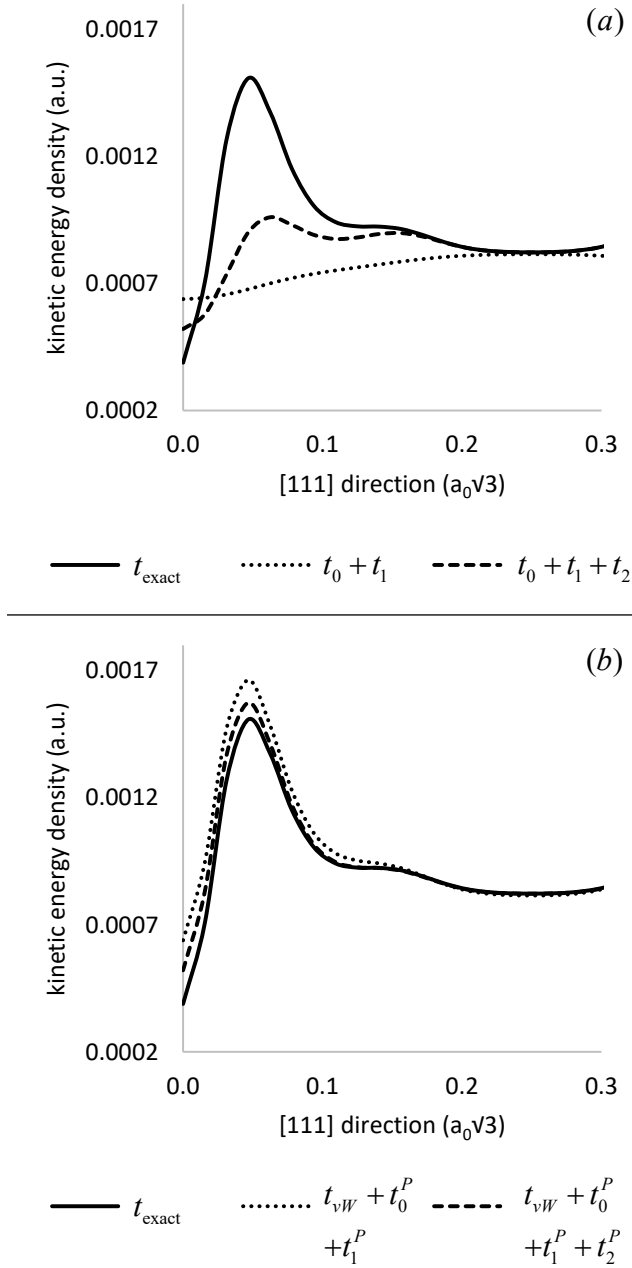 (a)
kinetic energy density (a.u.)
0.0017
0.0012
0.0007
0.0002
0.0 0.1 0.2 0.3
[111] direction (a₀√3)
t_exact t₀ + t₁ t₀ + t₁ + t₂
(b)
kinetic energy density (a.u.)
0.0017
0.0012
0.0007
0.0002
0.0 0.1 0.2 0.3
[111] direction (a₀√3)
t_exact t_vW + t₀^P t_vW + t₀^P
+t₁^P +t₁^P + t₂^P